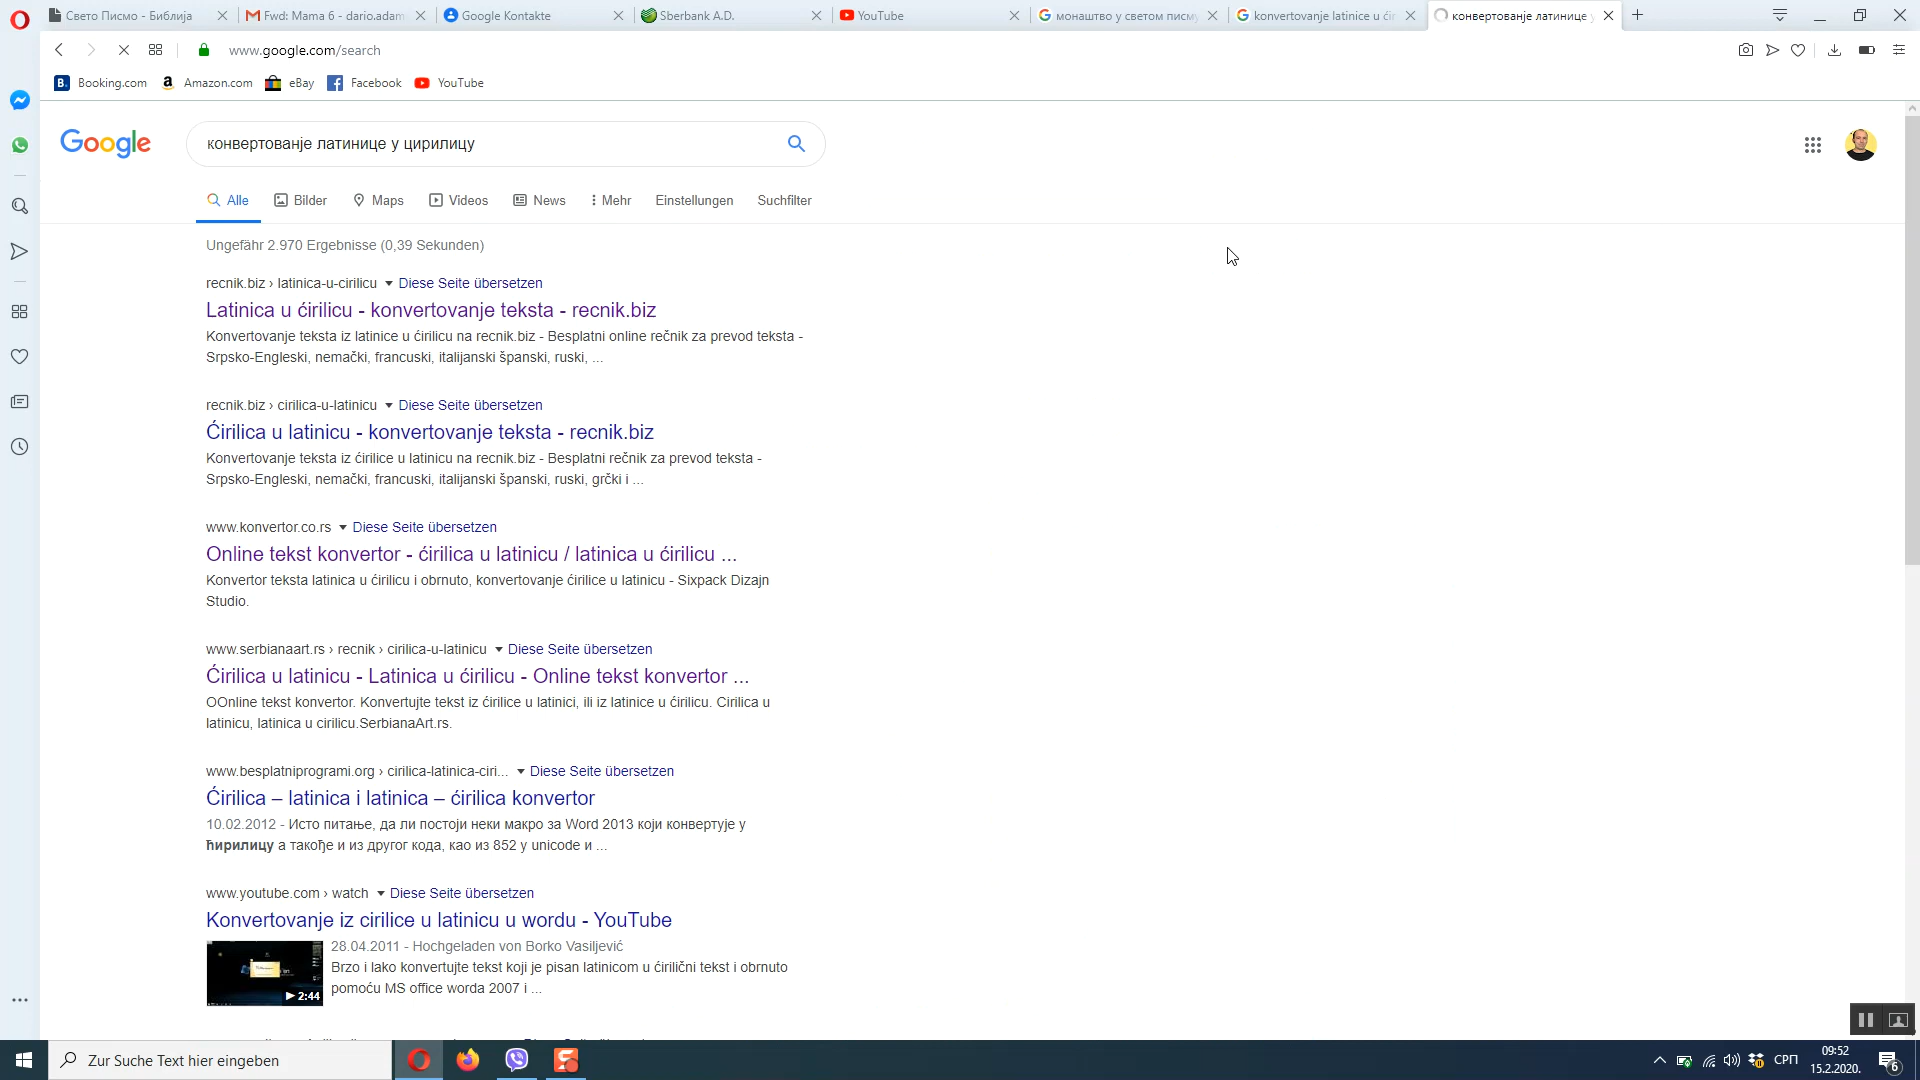 Свето Писмо - Библија
Fwd: Mama 6 - dario.adam
Google Kontakte
Sberbank A.D.
YouTube
монаштво у светом писму
konvertovanje latinice u ćir
конвертованје латинице у
www.google.com/search
B. Booking.com
a Amazon.com
eBay
Facebook
YouTube
Google
конвертованје латинице у цирилицу
Alle
Bilder
Maps
Videos
News
Mehr
Einstellungen
Suchfilter
Ungefähr 2.970 Ergebnisse (0,39 Sekunden)
recnik.biz › latinica-u-cirilicu Diese Seite übersetzen
Latinica u ćirilicu - konvertovanje teksta - recnik.biz
Konvertovanje teksta iz latinice u ćirilicu na recnik.biz - Besplatni online rečnik za prevod teksta -
Srpsko-Engleski, nemački, francuski, italijanski španski, ruski, ...
recnik.biz › cirilica-u-latinicu Diese Seite übersetzen
Ćirilica u latinicu - konvertovanje teksta - recnik.biz
Konvertovanje teksta iz ćirilice u latinicu na recnik.biz - Besplatni rečnik za prevod teksta -
Srpsko-Engleski, nemački, francuski, italijanski španski, ruski, grčki i ...
www.konvertor.co.rs Diese Seite übersetzen
Online tekst konvertor - ćirilica u latinicu / latinica u ćirilicu ...
Konvertor teksta latinica u ćirilicu i obrnuto, konvertovanje ćirilice u latinicu - Sixpack Dizajn
Studio.
www.serbianaart.rs › recnik › cirilica-u-latinicu Diese Seite übersetzen
Ćirilica u latinicu - Latinica u ćirilicu - Online tekst konvertor ...
OOnline tekst konvertor. Konvertujte tekst iz ćirilice u latinici, ili iz latinice u ćirilicu. Cirilica u
latinicu, latinica u cirilicu.SerbianaArt.rs.
www.besplatniprogrami.org › cirilica-latinica-ciri... Diese Seite übersetzen
Ćirilica – latinica i latinica – ćirilica konvertor
10.02.2012 - Исто питање, да ли постоји неки макро за Word 2013 који конвертује у
ћирилицу а такође и из другог кода, као из 852 у unicode и ...
www.youtube.com › watch Diese Seite übersetzen
Konvertovanje iz cirilice u latinicu u wordu - YouTube
28.04.2011 - Hochgeladen von Borko Vasiljević
Brzo i lako konvertujte tekst koji je pisan latinicom u ćirilični tekst i obrnuto
pomoću MS office worda 2007 i ...
2:44
Zur Suche Text hier eingeben
СРП
09:52
15.2.2020.
6